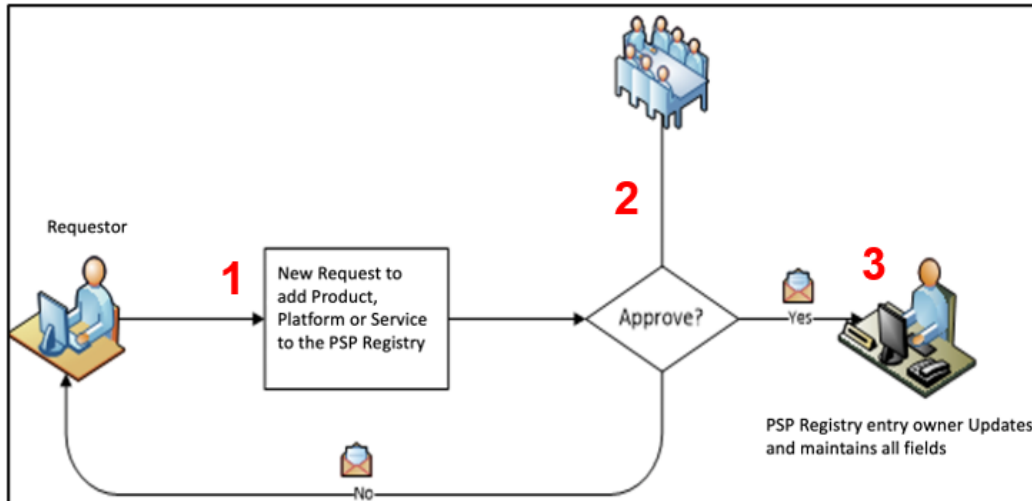 2
Requestor
1
New Request to
add Product,
Platform or Service
to the PSP Registry
Approve?
Yes
3
PSP Registry entry owner Updates
and maintains all fields
No